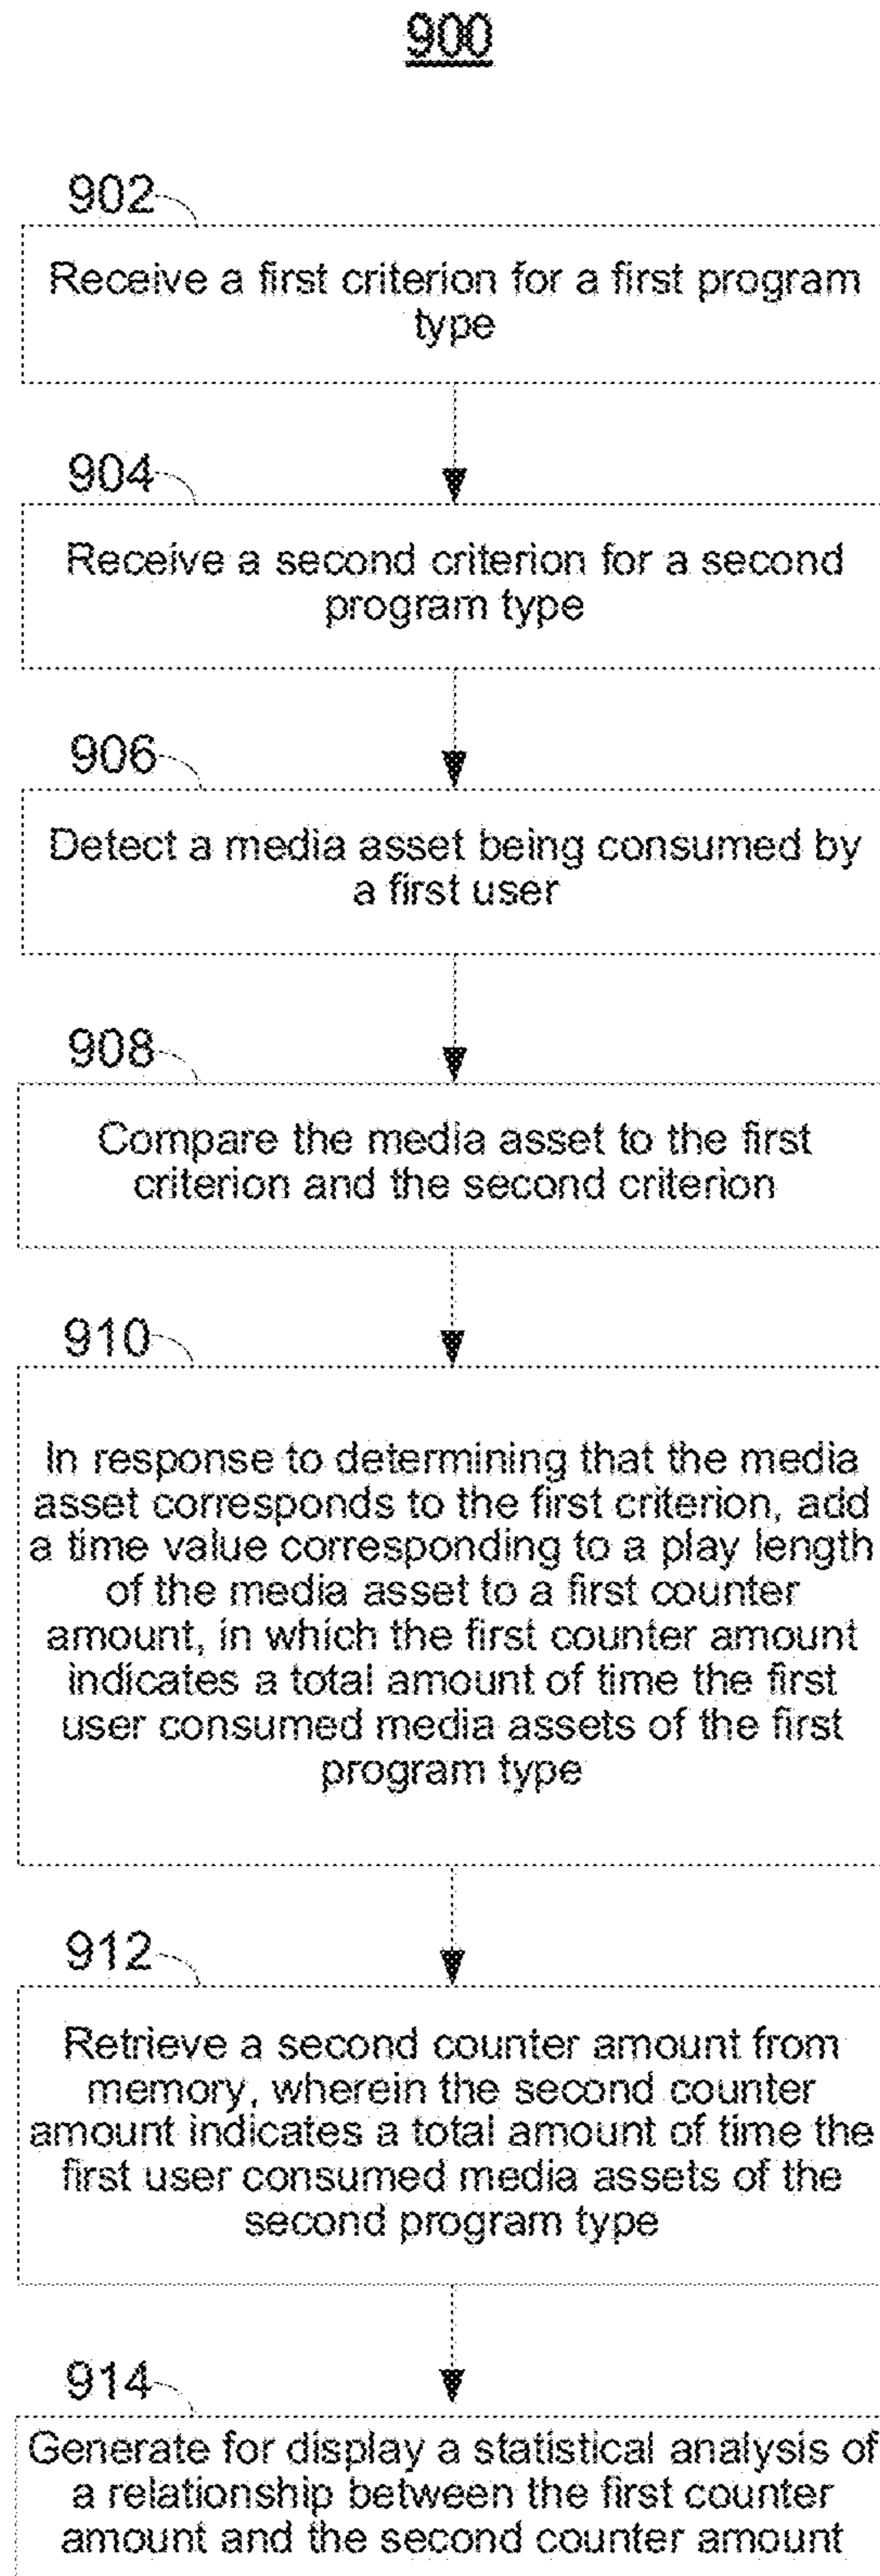 900
902
Receive a first criterion for a first program
type
904
Receive a second criterion for a second
program type
906
Detect a media asset being consumed by
a first user
908
Compare the media asset to the first
criterion and the second criterion
910
In response to determining that the media
asset corresponds to the first criterion, add
a time value corresponding to a play length
of the media asset to a first counter
amount, in which the first counter amount
indicates a total amount of time the first
user consumed media assets of the first
program type
912
Retrieve a second counter amount from
memory, wherein the second counter
amount indicates a total amount of time the
first user consumed media assets of the
second program type
914
Generate for display a statistical analysis of
a relationship between the first counter
amount and the second counter amount